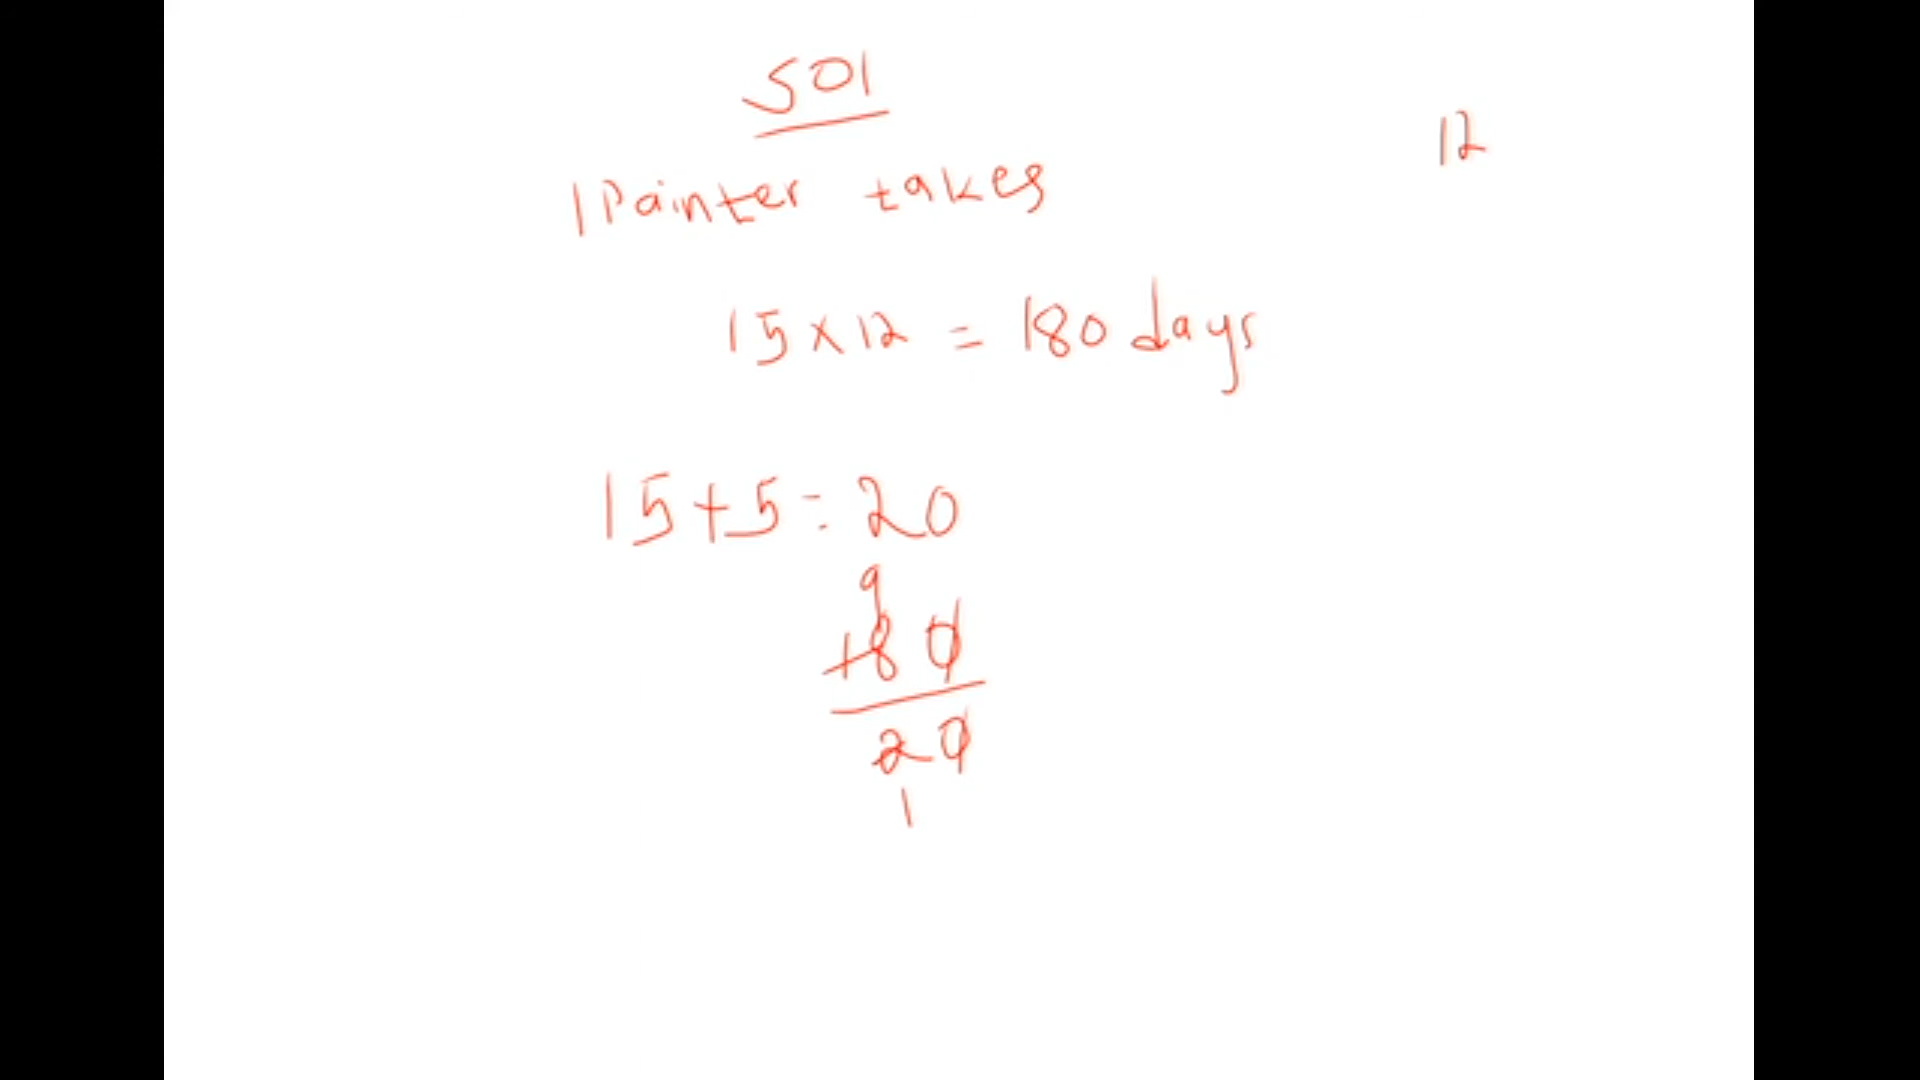 Sol
12
1 Painter takes
15 x 12 = 180 days
15 + 5 = 20
9
180
20
1